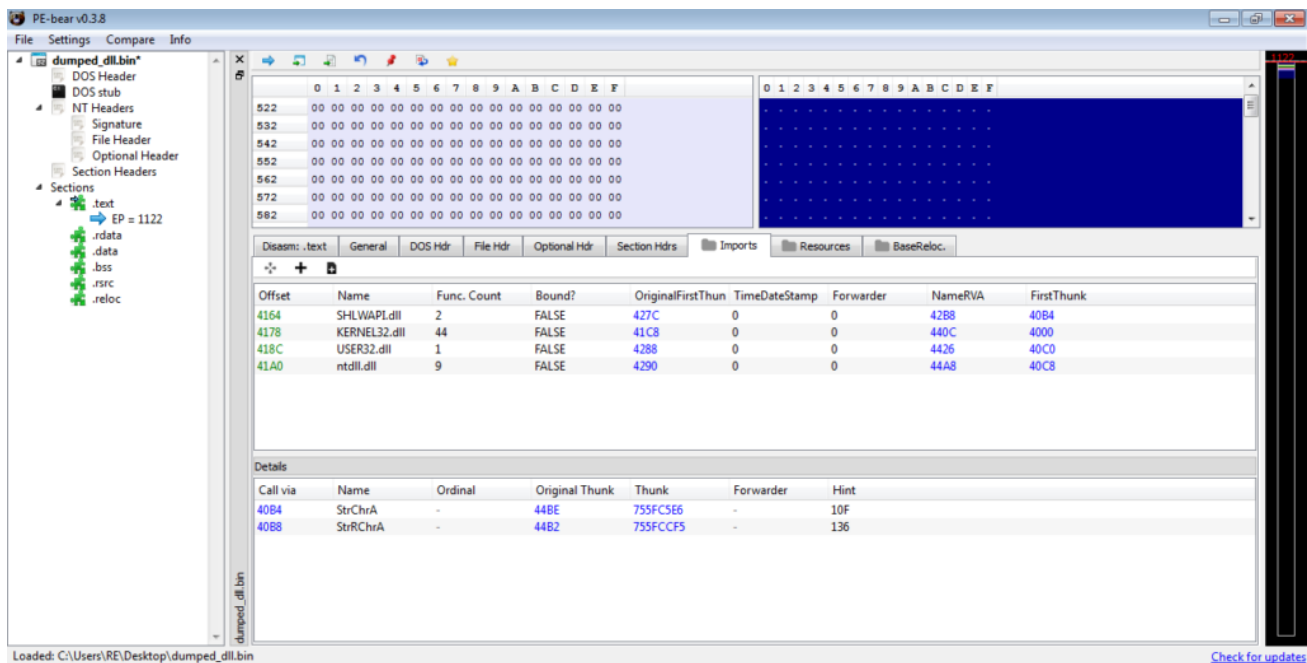 PE-bear v0.3.8
File Settings Compare Info
dumped_dll.bin*
DOS Header
DOS stub
NT Headers
Signature
File Header
Optional Header
Section Headers
Sections
.text
EP = 1122
.rdata
.data
.bss
.rsrc
.reloc
dumped_dll.bin
0 1 2 3 4 5 6 7 8 9 A B C D E F
522 00 00 00 00 00 00 00 00 00 00 00 00 00 00 00 00
532 00 00 00 00 00 00 00 00 00 00 00 00 00 00 00 00
542 00 00 00 00 00 00 00 00 00 00 00 00 00 00 00 00
552 00 00 00 00 00 00 00 00 00 00 00 00 00 00 00 00
562 00 00 00 00 00 00 00 00 00 00 00 00 00 00 00 00
572 00 00 00 00 00 00 00 00 00 00 00 00 00 00 00 00
582 00 00 00 00 00 00 00 00 00 00 00 00 00 00 00 00
0 1 2 3 4 5 6 7 8 9 A B C D E F
. . . . . . . . . . . . . . . .
. . . . . . . . . . . . . . . .
. . . . . . . . . . . . . . . .
. . . . . . . . . . . . . . . .
. . . . . . . . . . . . . . . .
. . . . . . . . . . . . . . . .
. . . . . . . . . . . . . . . .
1122
Disasm: .text General DOS Hdr File Hdr Optional Hdr Section Hdrs Imports Resources BaseReloc.
Offset Name Func. Count Bound? OriginalFirstThun TimeDateStamp Forwarder NameRVA FirstThunk
4164 SHLWAPI.dll 2 FALSE 427C 0 0 42B8 40B4
4178 KERNEL32.dll 44 FALSE 41C8 0 0 440C 4000
418C USER32.dll 1 FALSE 4288 0 0 4426 40C0
41A0 ntdll.dll 9 FALSE 4290 0 0 44A8 40C8
Details
Call via Name Ordinal Original Thunk Thunk Forwarder Hint
40B4 StrChrA - 44BE 755FC5E6 - 10F
40B8 StrRChrA - 44B2 755FCCF5 - 136
Loaded: C:\Users\RE\Desktop\dumped_dll.bin
Check for updates